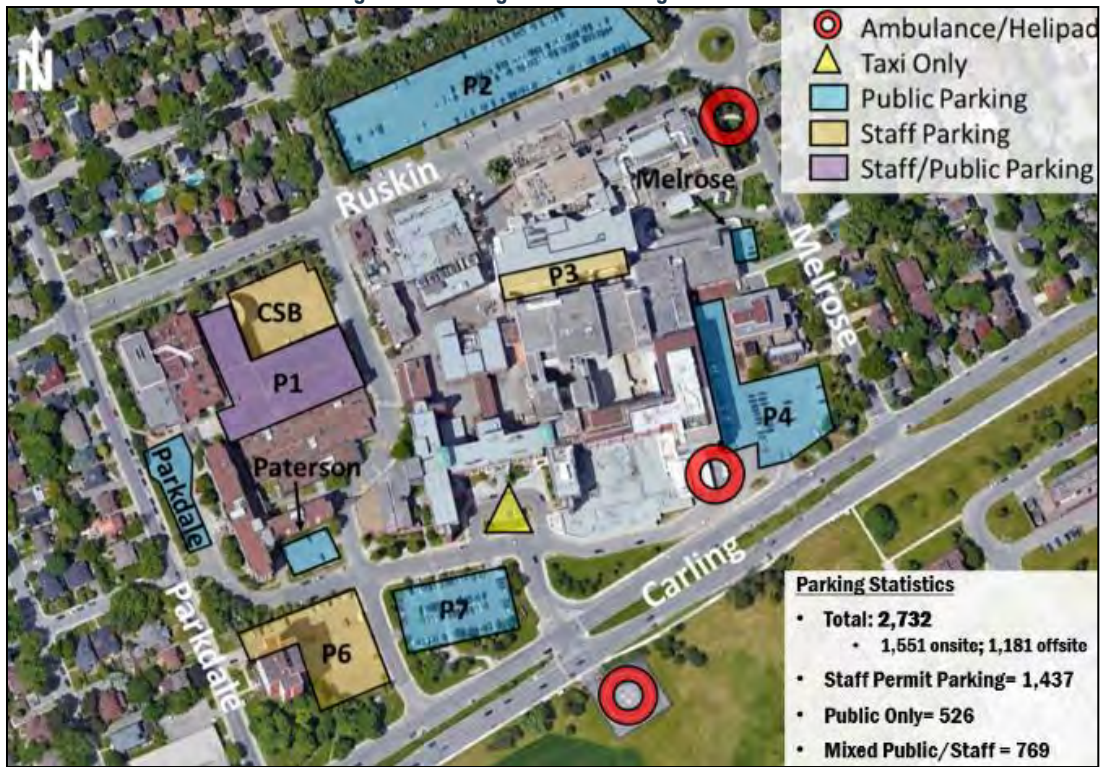 N
Ambulance/Helipad
Taxi Only
Public Parking
Staff Parking
Staff/Public Parking
P2
Ruskin
Melrose
Melrose
P3
CSB
P1
P4
Paterson
Parkdale
Parkdale
Carling
P7
P6
Parking Statistics
• Total: 2,732
• 1,551 onsite; 1,181 offsite
• Staff Permit Parking= 1,437
• Public Only= 526
• Mixed Public/Staff = 769